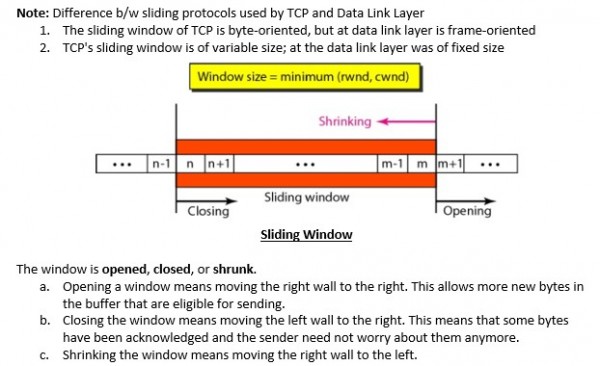 Note: Difference b/w sliding protocols used by TCP and Data Link Layer
1. The sliding window of TCP is byte-oriented, but at data link layer is frame-oriented
2. TCP's sliding window is of variable size; at the data link layer was of fixed size
Window size = minimum (rwnd, cwnd)
Shrinking
... n-1 n n+1 ... m-1 m m+1 ...
Sliding window
Closing Opening
Sliding Window
The window is opened, closed, or shrunk.
a. Opening a window means moving the right wall to the right. This allows more new bytes in
the buffer that are eligible for sending.
b. Closing the window means moving the left wall to the right. This means that some bytes
have been acknowledged and the sender need not worry about them anymore.
c. Shrinking the window means moving the right wall to the left.